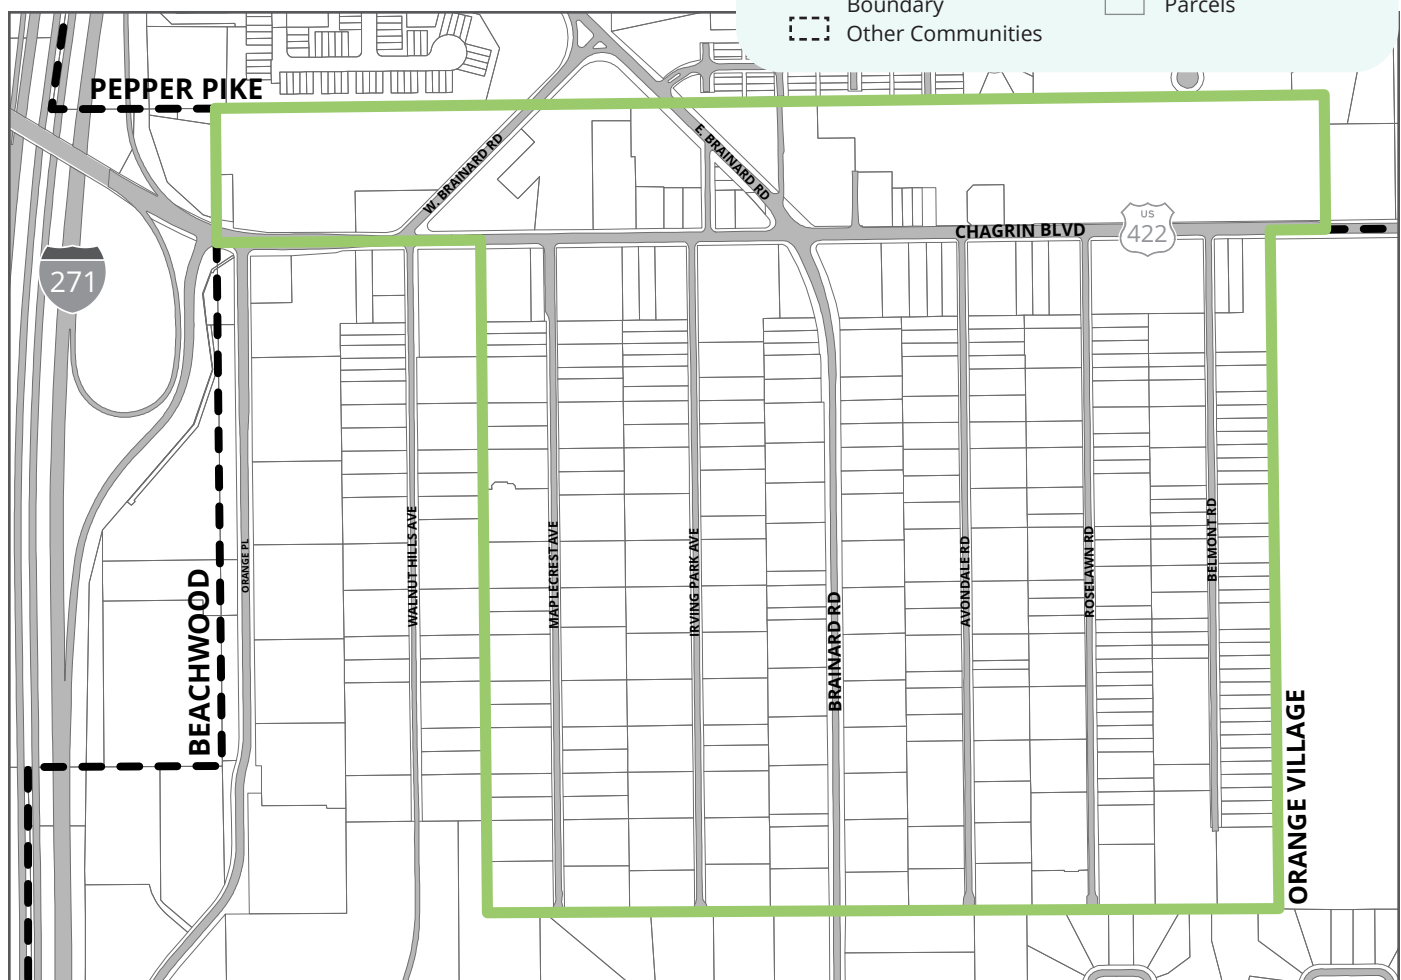 Boundary
Parcels
Other Communities
PEPPER PIKE
W. BRAINARD RD
E. BRAINARD RD
CHAGRIN BLVD
US
422
271
BEACHWOOD
ORANGE PL
WALNUT HILLS AVE
MAPLECREST AVE
IRVING PARK AVE
BRAINARD RD
AVONDALE RD
ROSELAWN RD
BELMONT RD
ORANGE VILLAGE